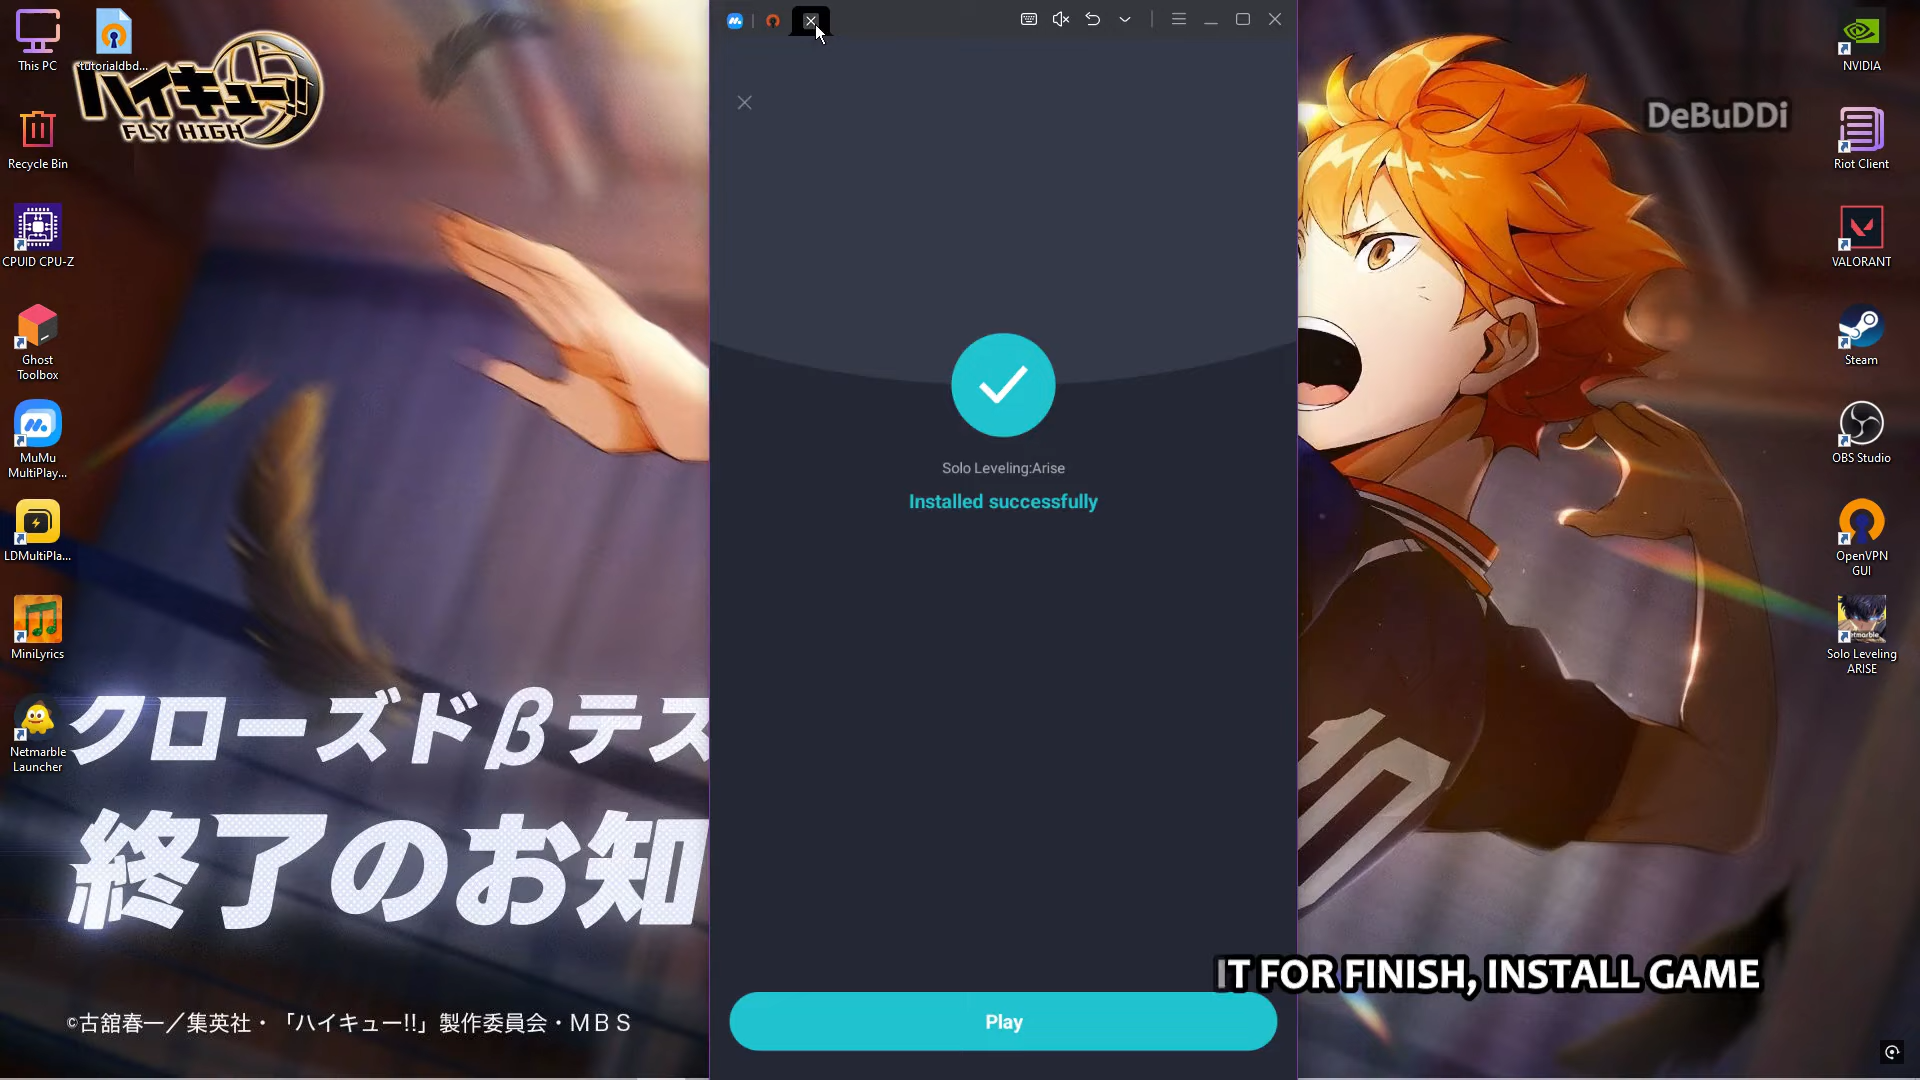 This PC
tutorialdbd...
ハイキュー!!
FLY HIGH
Recycle Bin
CPUID CPU-Z
Ghost
Toolbox
MuMu
MultiPlay...
LDMultiPla...
MiniLyrics
Netmarble
Launcher
クローズドβテス
終了のお知
©古舘春一／集英社・「ハイキュー!!」製作委員会・ＭＢＳ
Solo Leveling:Arise
Installed successfully
Play
DeBuDDi
10
IT FOR FINISH, INSTALL GAME
NVIDIA
Riot Client
VALORANT
Steam
OBS Studio
OpenVPN
GUI
Solo Leveling
ARISE